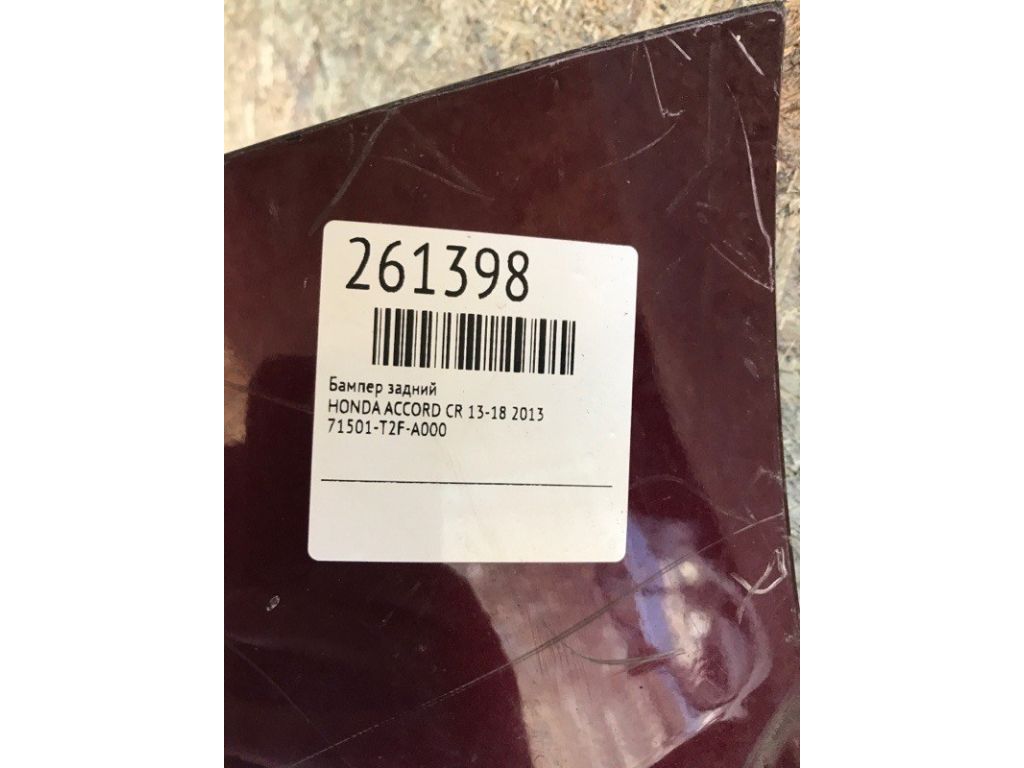 261398
Бампер задний
HONDA ACCORD CR 13-18 2013
71501-T2F-A000